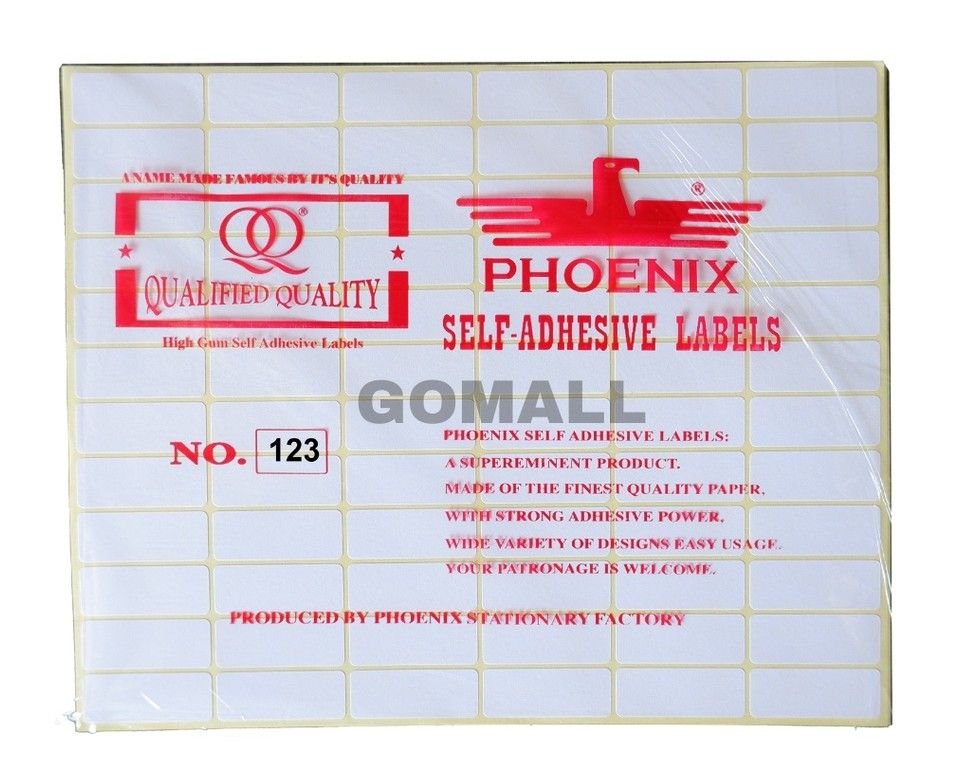 A NAME MADE FAMOUS BY IT'S QUALITY
QQ®
QUALIFIED QUALITY
High Gum Self Adhesive Labels
®
PHOENIX
SELF-ADHESIVE LABELS
GOMALL
NO. 123
PHOENIX SELF ADHESIVE LABELS:
A SUPEREMINENT PRODUCT.
MADE OF THE FINEST QUALITY PAPER.
WITH STRONG ADHESIVE POWER.
WIDE VARIETY OF DESIGNS EASY USAGE.
YOUR PATRONAGE IS WELCOME.
PRODUCED BY PHOENIX STATIONARY FACTORY